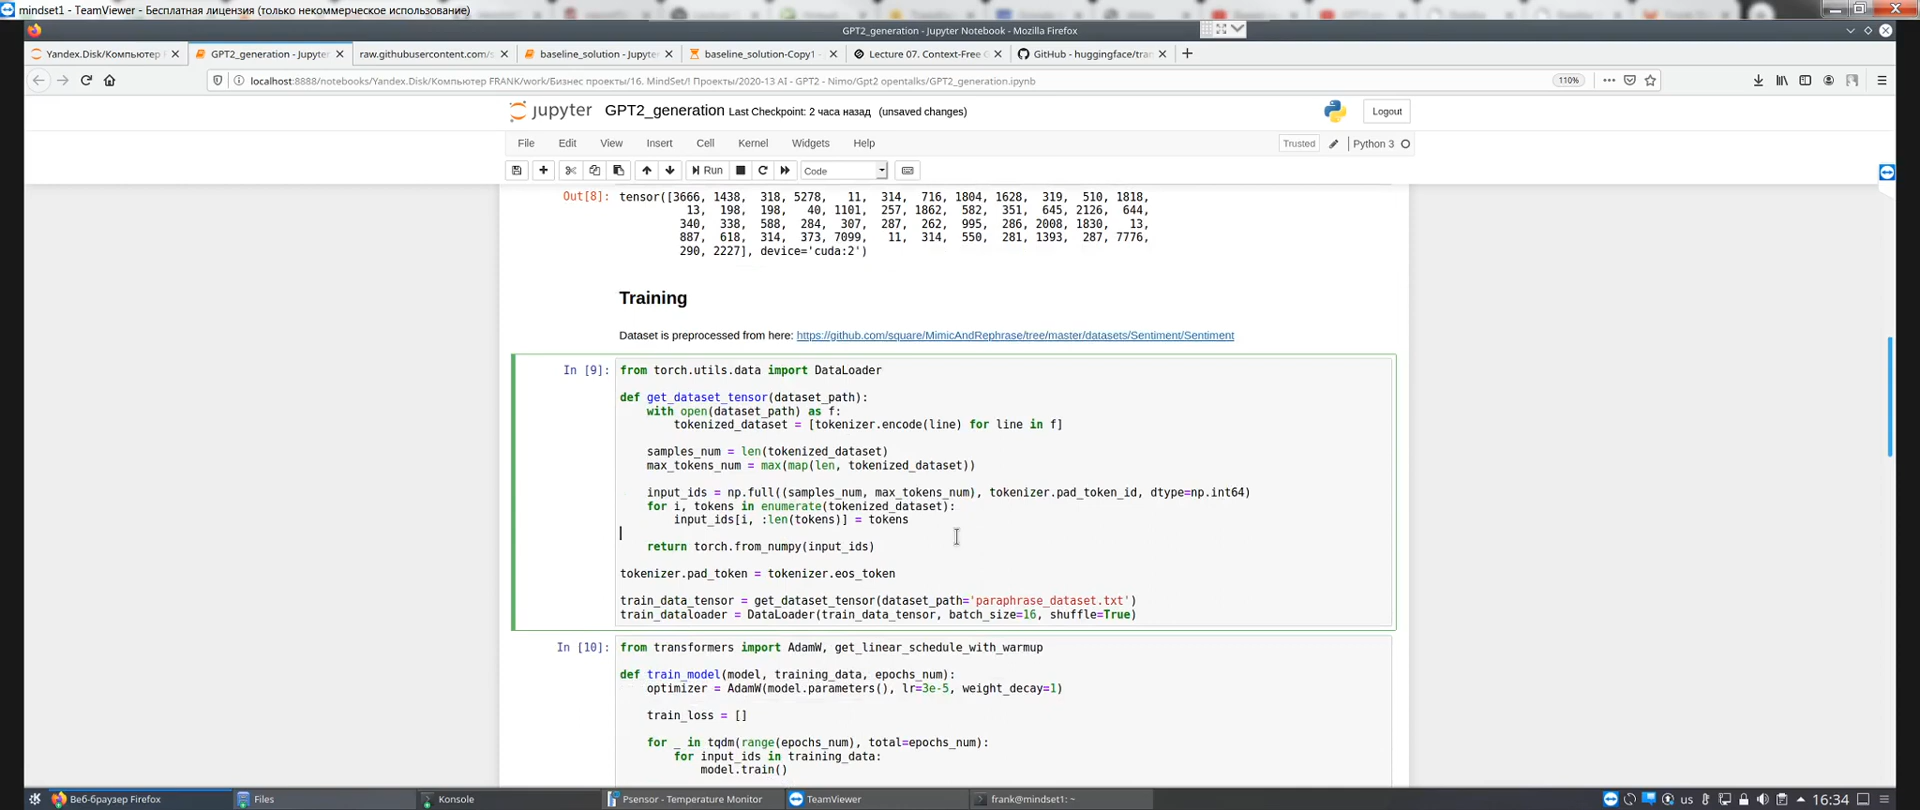 mindset1 - TeamViewer - Бесплатная лицензия (только некоммерческое использование)
GPT2_generation - Jupyter Notebook - Mozilla Firefox
Yandex.Disk/Компьютер F
GPT2_generation - Jupyter
raw.githubusercontent.com/s
baseline_solution - Jupyter
baseline_solution-Copy1 -
Lecture 07. Context-Free G
GitHub - huggingface/tran
localhost:8888/notebooks/Yandex.Disk/Компьютер FRANK/work/Бизнес проекты/16. MindSet/! Проекты/2020-13 AI - GPT2 - Nimo/Gpt2 opentalks/GPT2_generation.ipynb
110%
jupyter GPT2_generation Last Checkpoint: 2 часа назад (unsaved changes)
Logout
File Edit View Insert Cell Kernel Widgets Help
Trusted Python 3
Run Code
Out[8]: tensor([3666, 1438, 318, 5278, 11, 314, 716, 1804, 1628, 319, 510, 1818,
13, 198, 198, 40, 1101, 257, 1862, 582, 351, 645, 2126, 644,
340, 338, 588, 284, 307, 287, 262, 995, 286, 2008, 1830, 13,
887, 618, 314, 373, 7099, 11, 314, 550, 281, 1393, 287, 7776,
290, 2227], device='cuda:2')
Training
Dataset is preprocessed from here: https://github.com/square/MimicAndRephrase/tree/master/datasets/Sentiment/Sentiment
In [9]: from torch.utils.data import DataLoader
def get_dataset_tensor(dataset_path):
with open(dataset_path) as f:
tokenized_dataset = [tokenizer.encode(line) for line in f]
samples_num = len(tokenized_dataset)
max_tokens_num = max(map(len, tokenized_dataset))
input_ids = np.full((samples_num, max_tokens_num), tokenizer.pad_token_id, dtype=np.int64)
for i, tokens in enumerate(tokenized_dataset):
input_ids[i, :len(tokens)] = tokens
return torch.from_numpy(input_ids)
tokenizer.pad_token = tokenizer.eos_token
train_data_tensor = get_dataset_tensor(dataset_path='paraphrase_dataset.txt')
train_dataloader = DataLoader(train_data_tensor, batch_size=16, shuffle=True)
In [10]: from transformers import AdamW, get_linear_schedule_with_warmup
def train_model(model, training_data, epochs_num):
optimizer = AdamW(model.parameters(), lr=3e-5, weight_decay=1)
train_loss = []
for _ in tqdm(range(epochs_num), total=epochs_num):
for input_ids in training_data:
model.train()
Веб-браузер Firefox
Files
Konsole
Psensor - Temperature Monitor
TeamViewer
frank@mindset1: ~
us
16:34